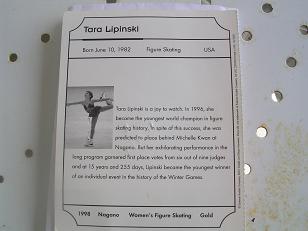 Tara Lipinski
Born June 10, 1982 Figure Skating USA
Tara Lipinski is a joy to watch. In 1996, she
became the youngest world champion in figure
skating history. In spite of this success, she was
predicted to place behind Michelle Kwan at
Nagano. But her exhilarating performance in the
long program garnered first place votes from six out of nine judges
and at 15 years and 255 days, Lipinski became the youngest winner
of an individual event in the history of the Winter Games.
1998 Nagano Women's Figure Skating Gold